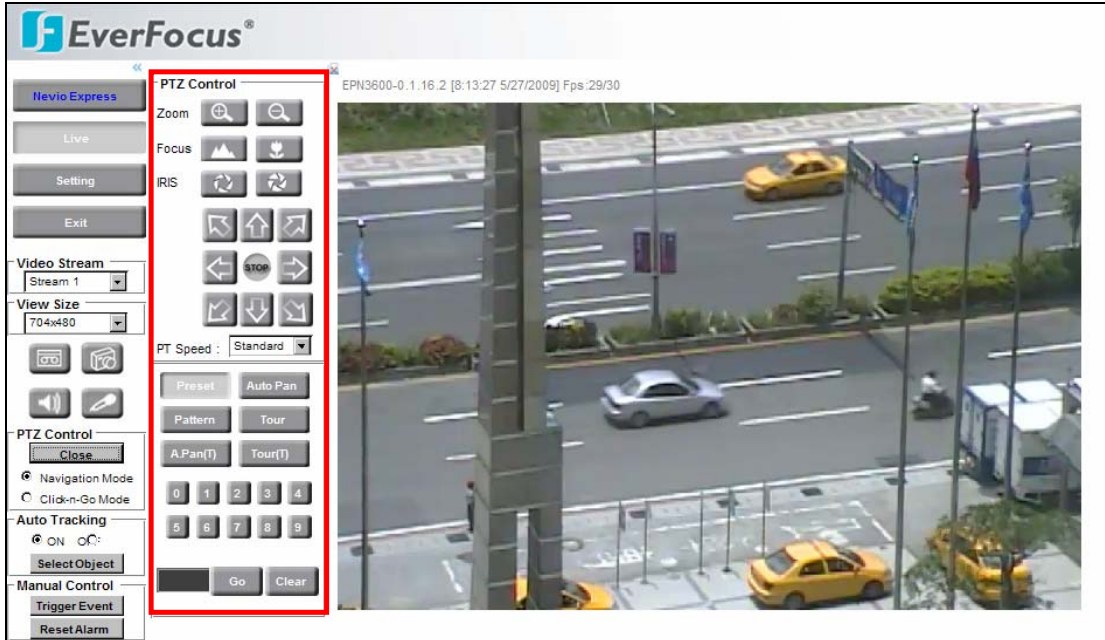 EverFocus®
«
Nevio Express
Live
Setting
Exit
Video Stream
Stream 1
View Size
704x480
PTZ Control
Close
Navigation Mode
Click-n-Go Mode
Auto Tracking
ON
Select Object
Manual Control
Trigger Event
Reset Alarm
PTZ Control
Zoom
Focus
IRIS
STOP
PT Speed : Standard
Preset Auto Pan
Pattern Tour
A.Pan(T) Tour(T)
0 1 2 3 4
5 6 7 8 9
Go Clear
EPN3600-0.1.16.2 [8:13:27 5/27/2009] Fps:29/30